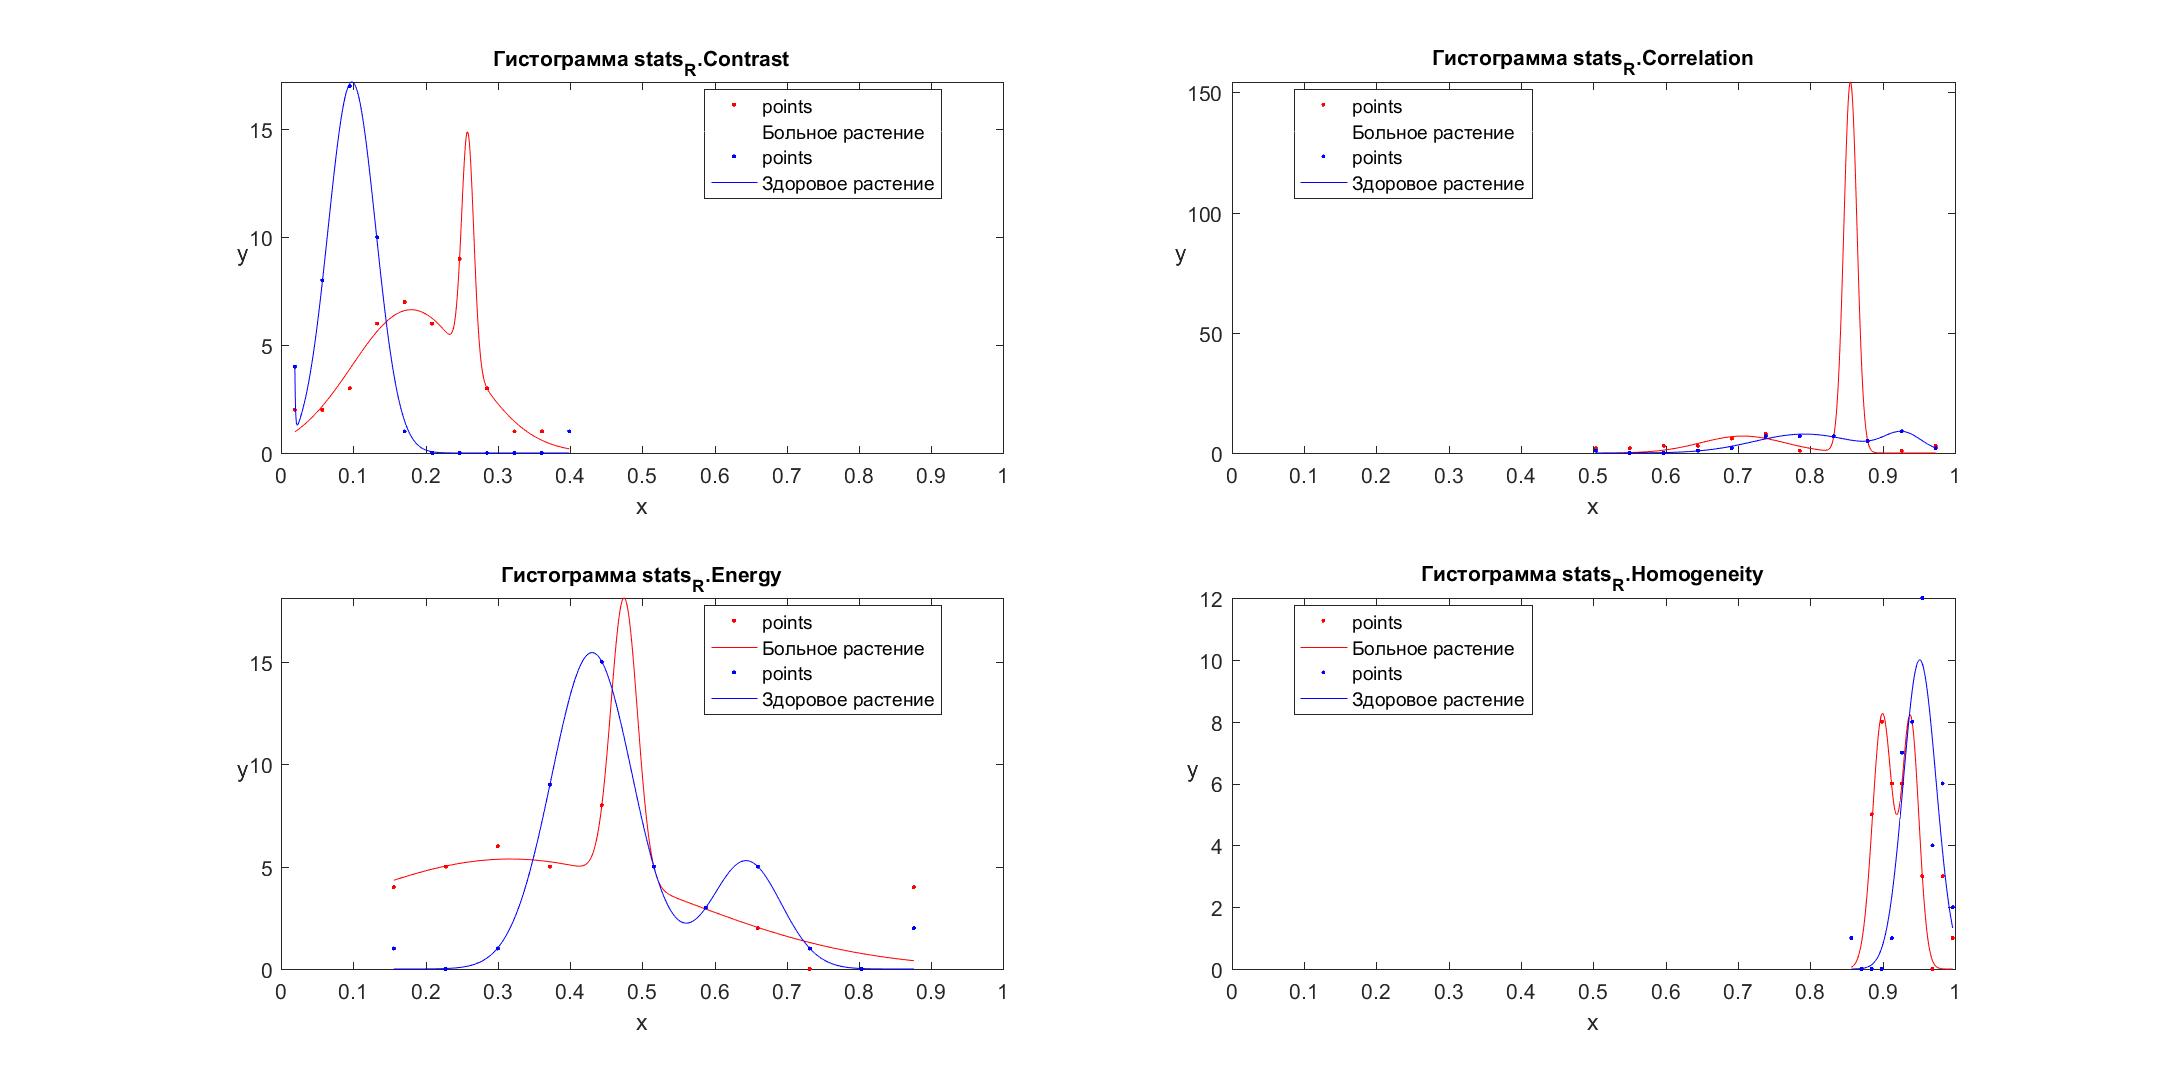 Гистограмма stats_R.Contrast
points
Больное растение
points
Здоровое растение
y
15
10
5
0
0 0.1 0.2 0.3 0.4 0.5 0.6 0.7 0.8 0.9 1
x
Гистограмма stats_R.Correlation
points
Больное растение
points
Здоровое растение
y
150
100
50
0
0 0.1 0.2 0.3 0.4 0.5 0.6 0.7 0.8 0.9 1
x
Гистограмма stats_R.Energy
points
Больное растение
points
Здоровое растение
y
15
10
5
0
0 0.1 0.2 0.3 0.4 0.5 0.6 0.7 0.8 0.9 1
x
Гистограмма stats_R.Homogeneity
points
Больное растение
points
Здоровое растение
y
12
10
8
6
4
2
0
0 0.1 0.2 0.3 0.4 0.5 0.6 0.7 0.8 0.9 1
x